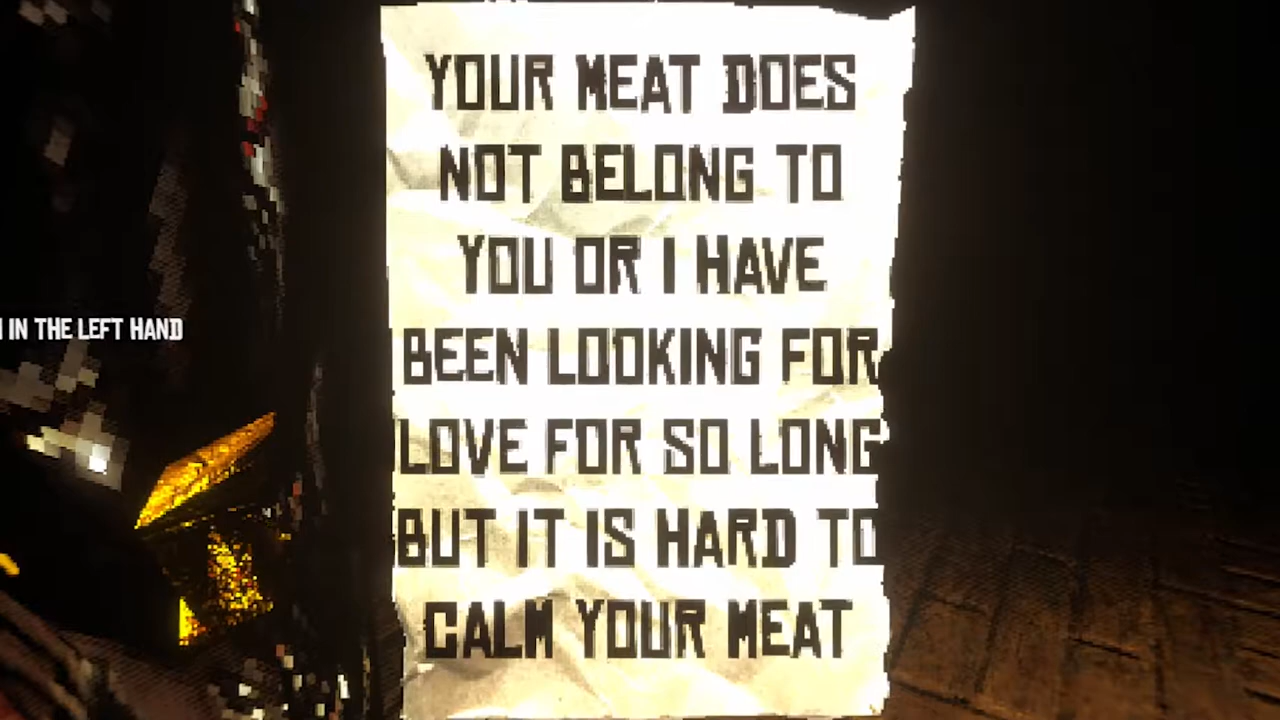 YOUR MEAT DOES
NOT BELONG TO
YOU OR I HAVE
BEEN LOOKING FOR
LOVE FOR SO LONG
BUT IT IS HARD TO
CALM YOUR MEAT
IN THE LEFT HAND